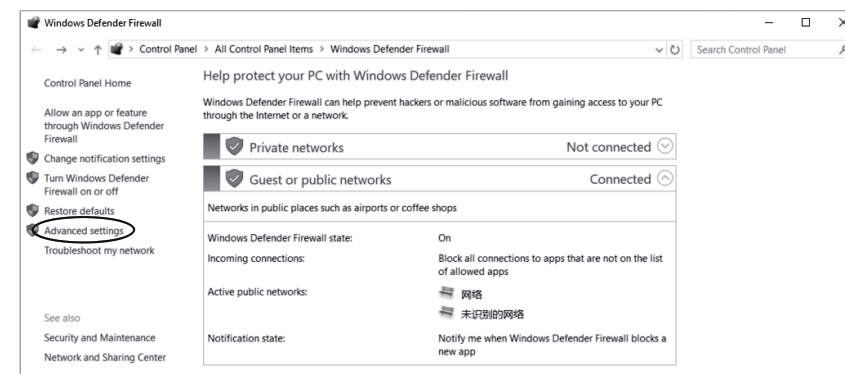 Windows Defender Firewall
Control Panel > All Control Panel Items > Windows Defender Firewall
Search Control Panel
Control Panel Home
Allow an app or feature
through Windows Defender
Firewall
Change notification settings
Turn Windows Defender
Firewall on or off
Restore defaults
Advanced settings
Troubleshoot my network
See also
Security and Maintenance
Network and Sharing Center
Help protect your PC with Windows Defender Firewall
Windows Defender Firewall can help prevent hackers or malicious software from gaining access to your PC
through the Internet or a network.
Private networks Not connected
Guest or public networks Connected
Networks in public places such as airports or coffee shops
Windows Defender Firewall state: On
Incoming connections: Block all connections to apps that are not on the list
of allowed apps
Active public networks: 网络
未识别的网络
Notification state: Notify me when Windows Defender Firewall blocks a
new app